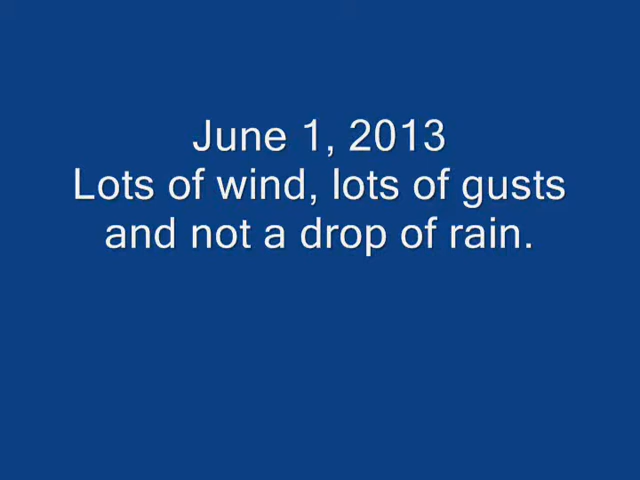 June 1, 2013
Lots of wind, lots of gusts
and not a drop of rain.